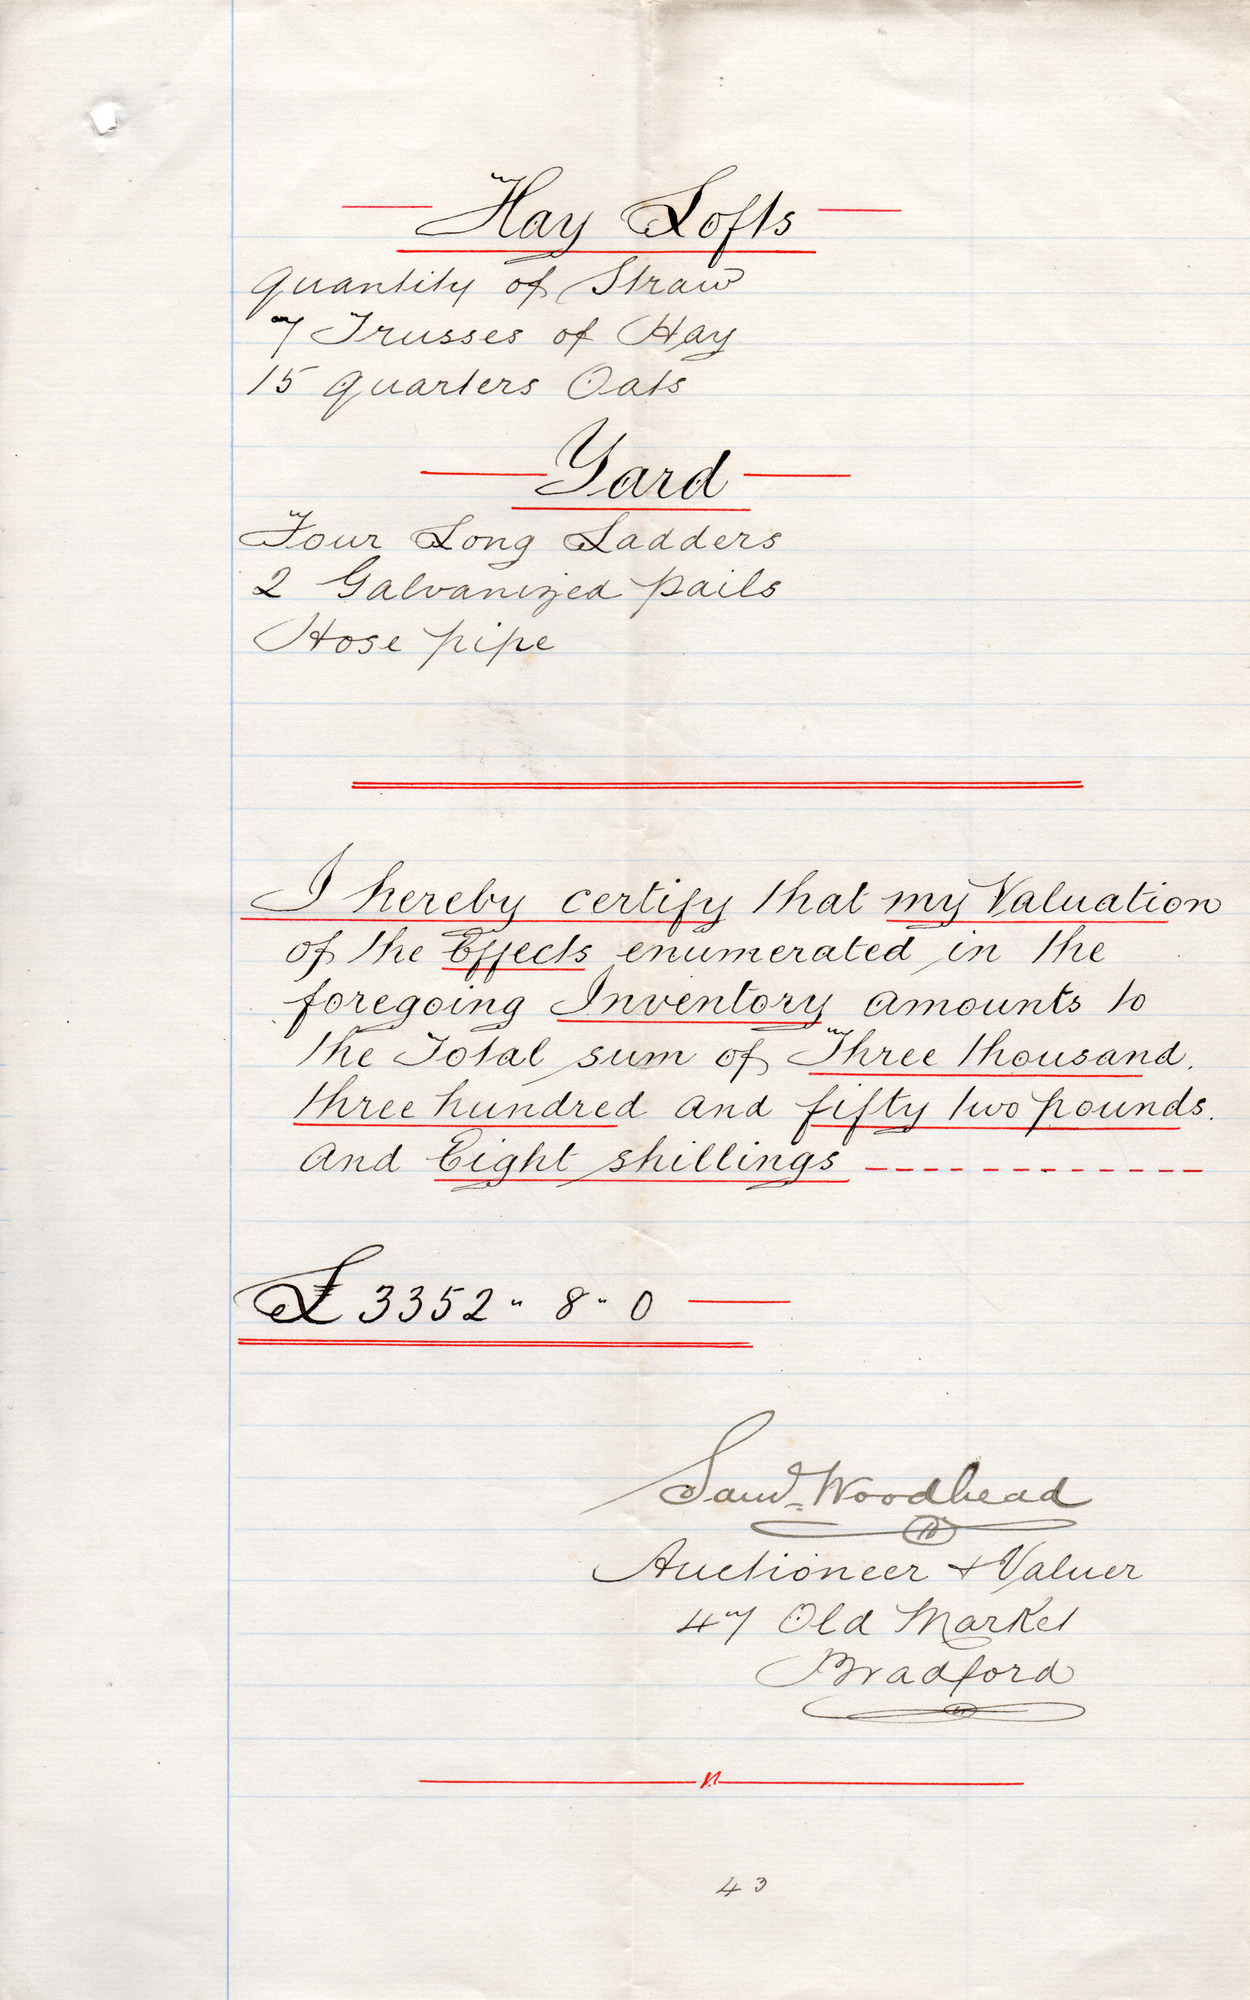 Hay Lofts
quantity of Straw
7 Trusses of Hay
15 quarters Oats
Yard
Four Long Ladders
2 Galvanized pails
Hose pipe
I hereby certify that my Valuation
of the Effects enumerated in the
foregoing Inventory amounts to
the Total sum of Three thousand.
three hundred and fifty two pounds.
and Eight shillings
£3352 " 8 " 0
Saml. Woodhead
Auctioneer + Valuer
47 Old Market
Bradford
43